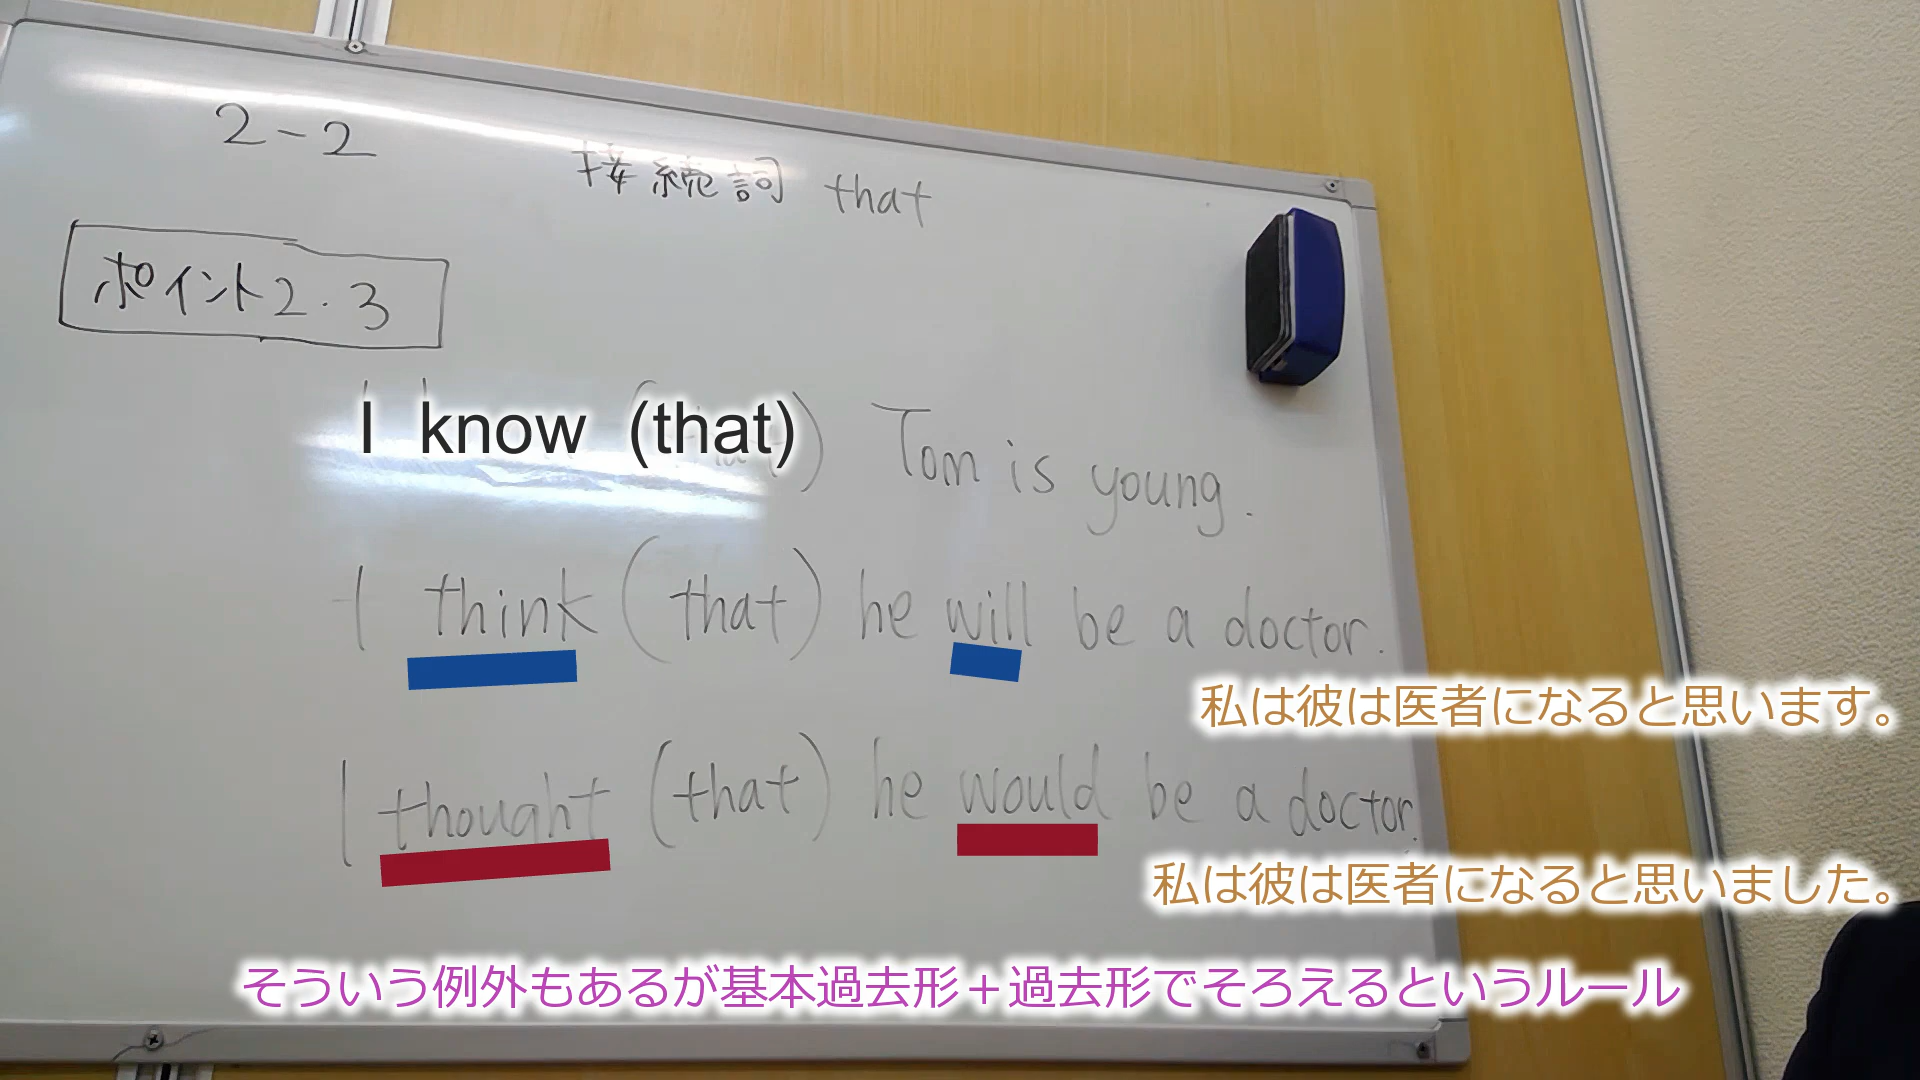 2-2
接続詞 that
ポイント2・3
I know (that) Tom is young.
I think (that) he will be a doctor.
私は彼は医者になると思います。
I thought (that) he would be a doctor.
私は彼は医者になると思いました。
そういう例外もあるが基本過去形＋過去形でそろえるというルール